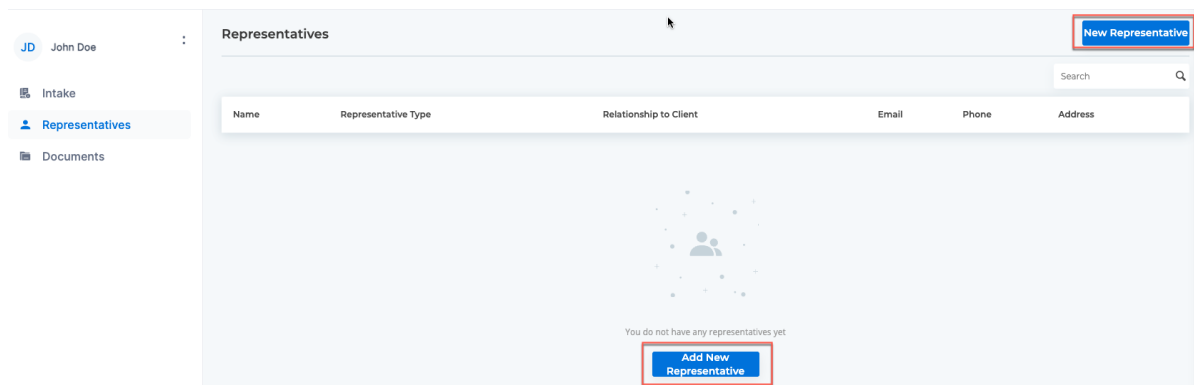 JD John Doe
Intake
Representatives
Documents
Representatives
New Representative
Search
Name Representative Type Relationship to Client Email Phone Address
You do not have any representatives yet
Add New
Representative